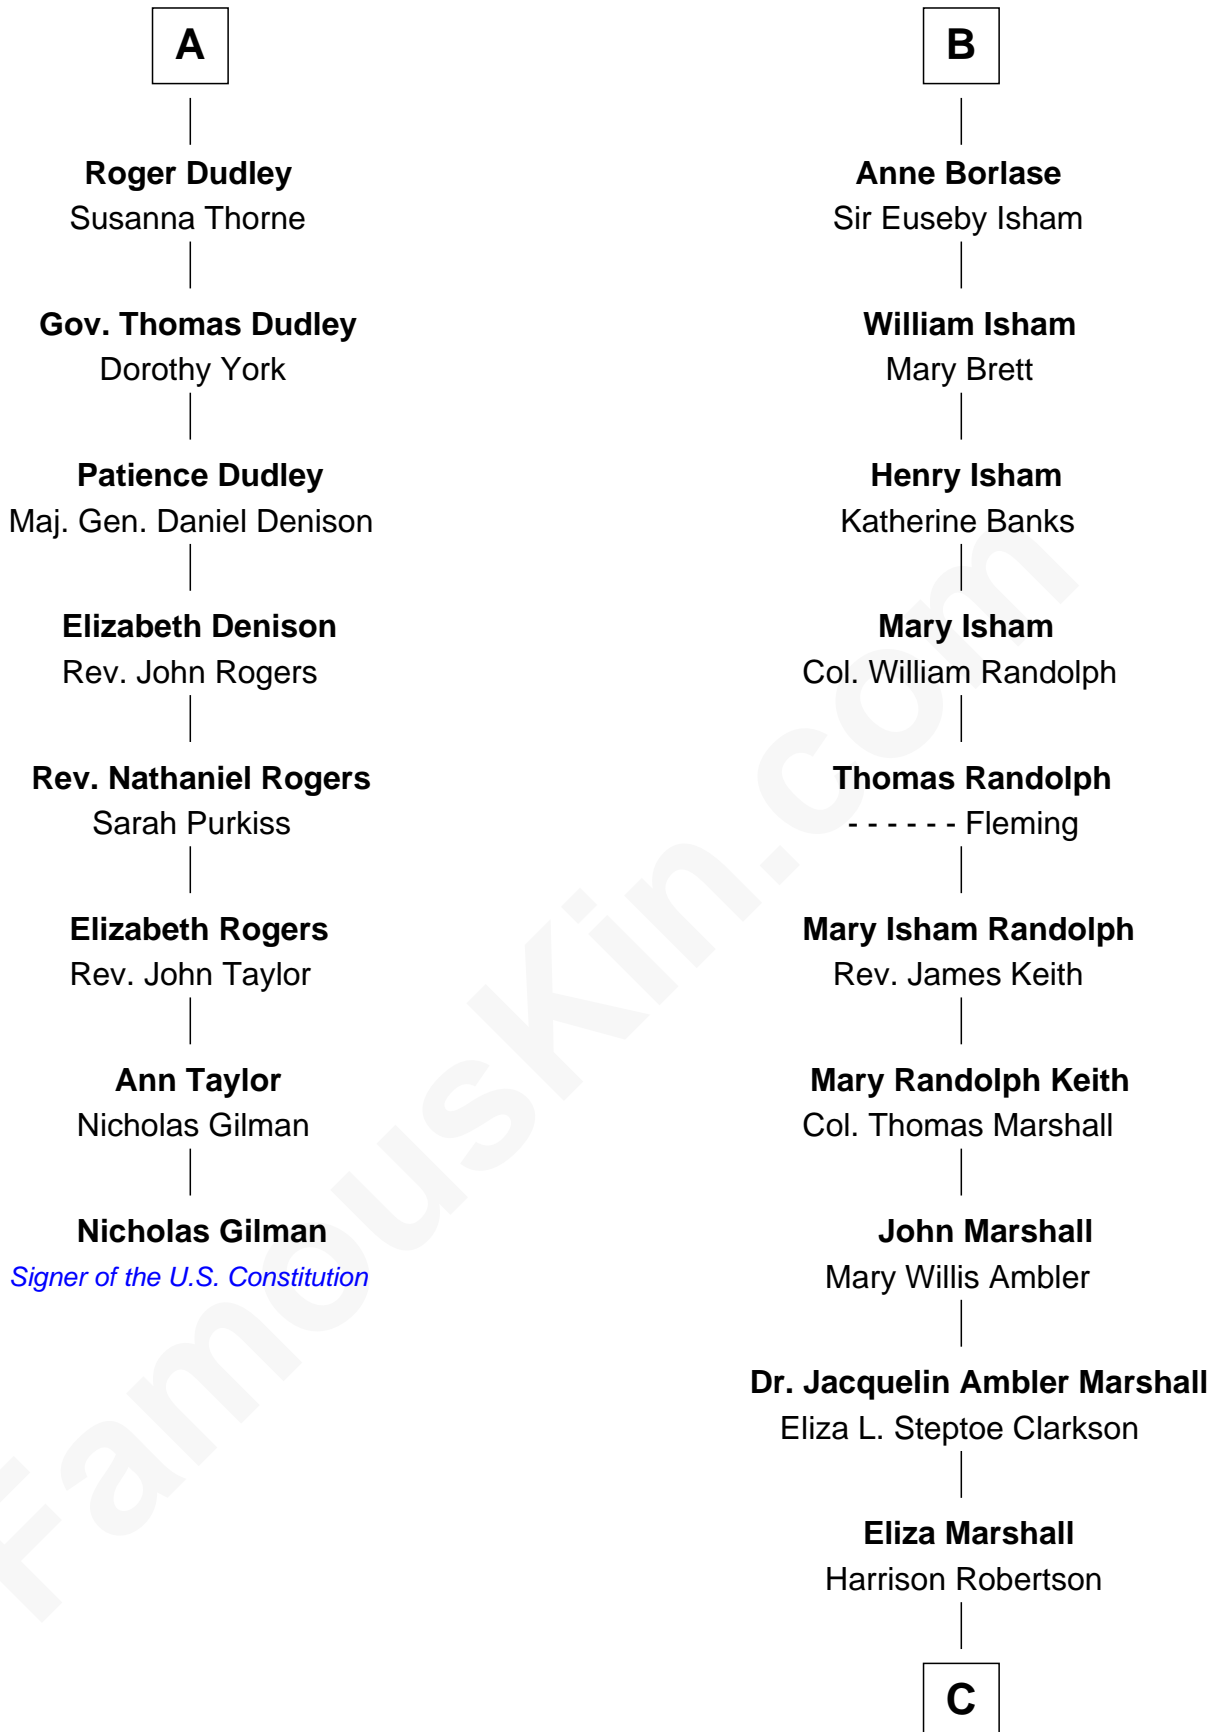 A
Roger Dudley
Susanna Thorne
Gov. Thomas Dudley
Dorothy York
Patience Dudley
Maj. Gen. Daniel Denison
Elizabeth Denison
Rev. John Rogers
Rev. Nathaniel Rogers
Sarah Purkiss
Elizabeth Rogers
Rev. John Taylor
Ann Taylor
Nicholas Gilman
Nicholas Gilman
Signer of the U.S. Constitution
B
Anne Borlase
Sir Euseby Isham
William Isham
Mary Brett
Henry Isham
Katherine Banks
Mary Isham
Col. William Randolph
Thomas Randolph
- - - - - - Fleming
Mary Isham Randolph
Rev. James Keith
Mary Randolph Keith
Col. Thomas Marshall
John Marshall
Mary Willis Ambler
Dr. Jacquelin Ambler Marshall
Eliza L. Steptoe Clarkson
Eliza Marshall
Harrison Robertson
C
FamousKin.com